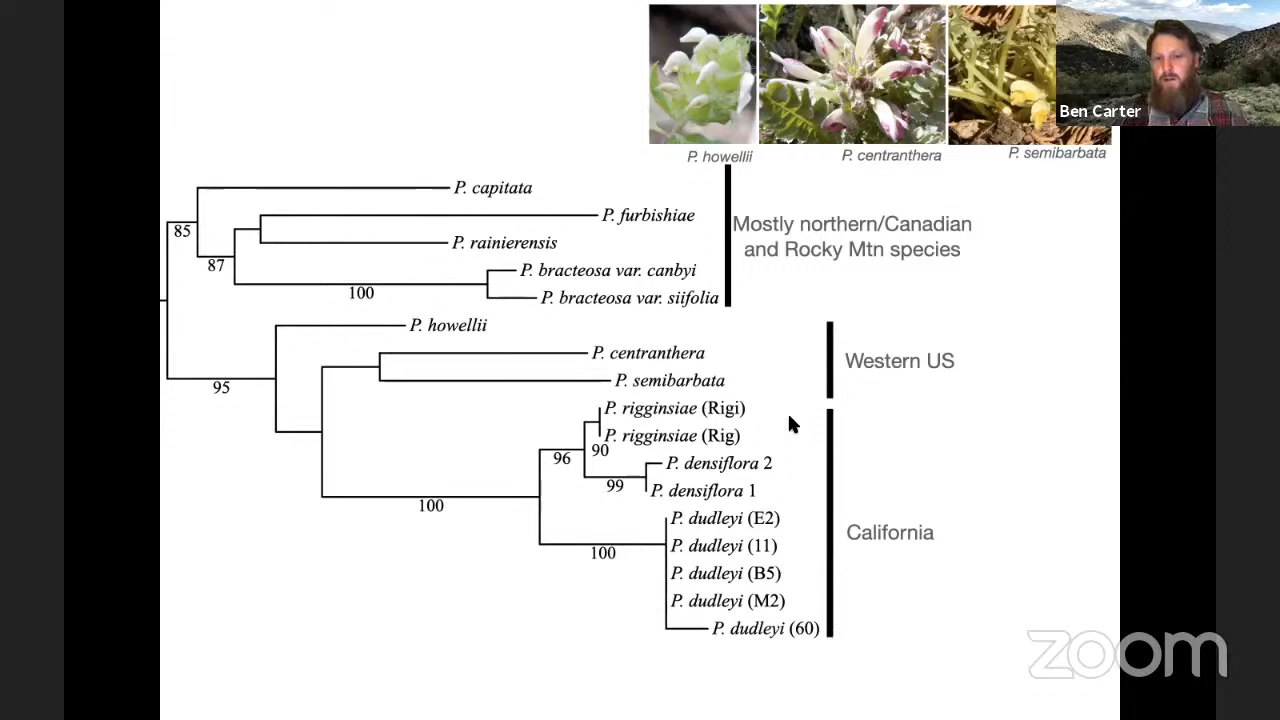 Ben Carter
P. howellii
P. centranthera
P. semibarbata
P. capitata
85
P. furbishiae
Mostly northern/Canadian
and Rocky Mtn species
P. rainierensis
87
P. bracteosa var. canbyi
100
P. bracteosa var. siifolia
P. howellii
P. centranthera
Western US
95
P. semibarbata
P. rigginsiae (Rigi)
P. rigginsiae (Rig)
90
96
P. densiflora 2
99
P. densiflora 1
100
P. dudleyi (E2)
California
P. dudleyi (11)
100
P. dudleyi (B5)
P. dudleyi (M2)
P. dudleyi (60)
zoom